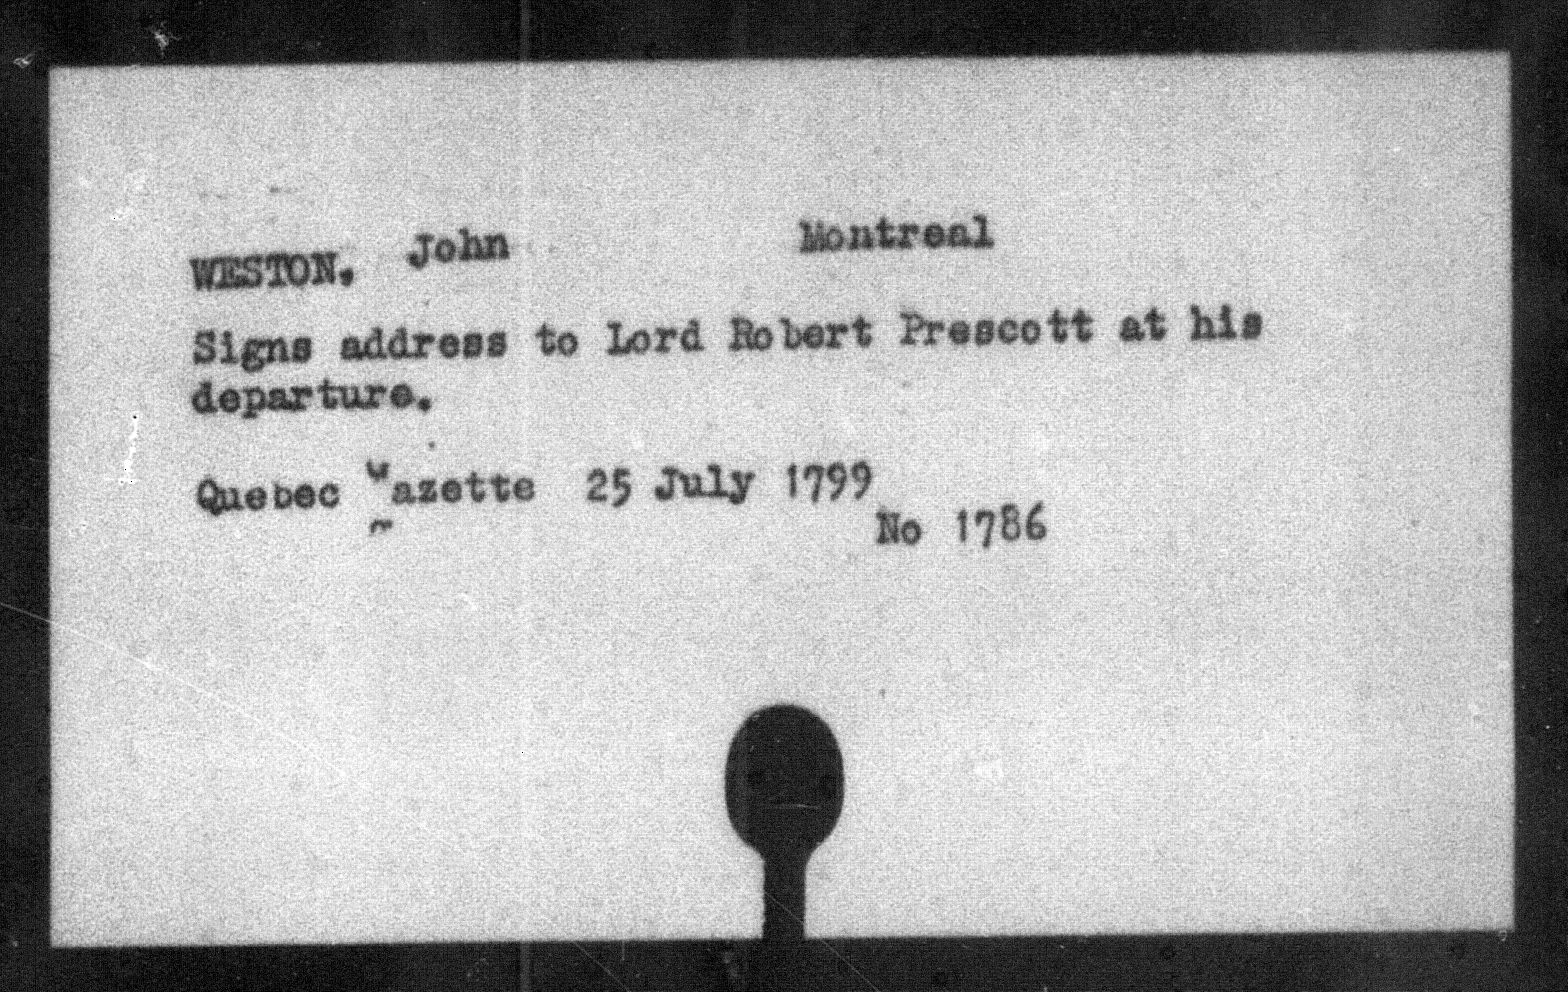 WESTON, John Montreal
Signs address to Lord Robert Prescott at his
departure.
Quebec Gazette 25 July 1799
No 1786